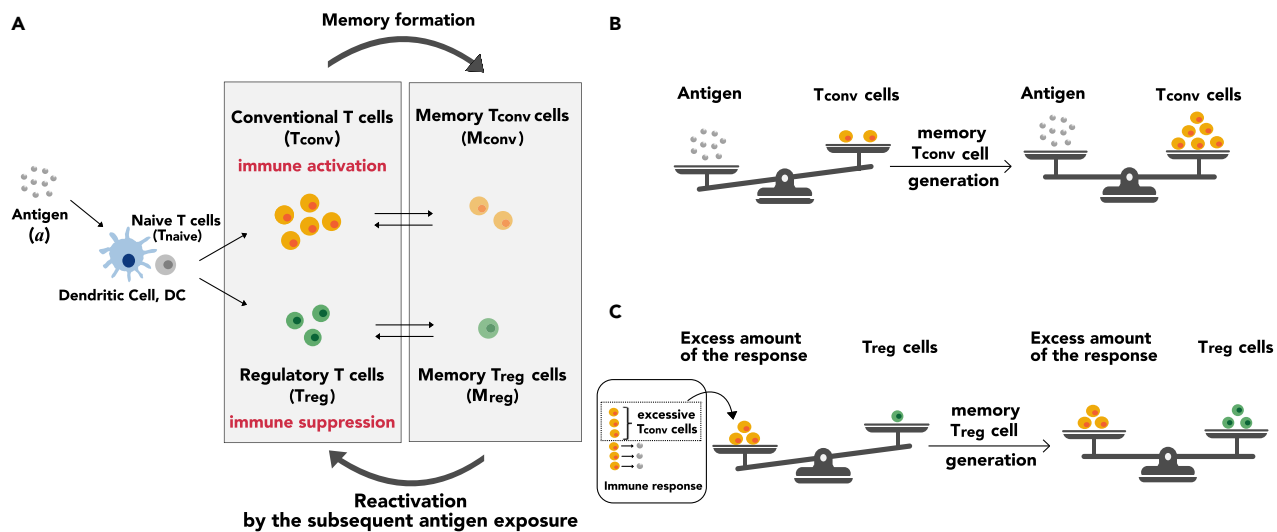 A
Memory formation
Conventional T cells
(Tconv)
immune activation
Memory Tconv cells
(Mconv)
Antigen
(a)
Naive T cells
(Tnaive)
Dendritic Cell, DC
Regulatory T cells
(Treg)
immune suppression
Memory Treg cells
(Mreg)
Reactivation
by the subsequent antigen exposure
B
Antigen
Tconv cells
memory
Tconv cell
generation
Antigen
Tconv cells
C
Excess amount
of the response
Treg cells
excessive
Tconv cells
Immune response
memory
Treg cell
generation
Excess amount
of the response
Treg cells